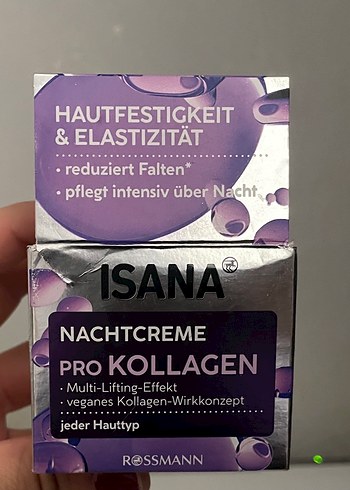 HAUTFESTIGKEIT
& ELASTIZITÄT
• reduziert Falten*
• pflegt intensiv über Nacht
ISANA
NACHTCREME
PRO KOLLAGEN
• Multi-Lifting-Effekt
• veganes Kollagen-Wirkkonzept
jeder Hauttyp
ROSSMANN